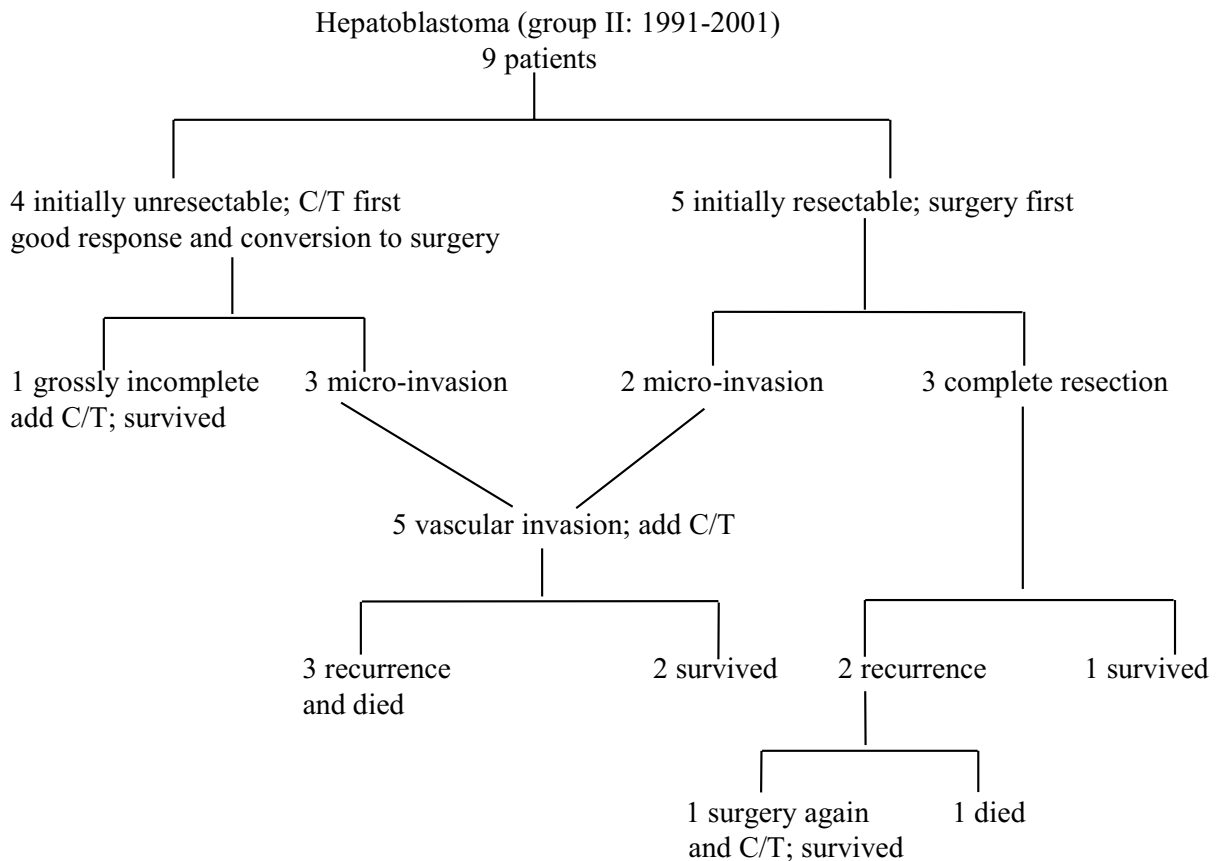 Hepatoblastoma (group II: 1991-2001)
9 patients
4 initially unresectable; C/T first
good response and conversion to surgery
5 initially resectable; surgery first
1 grossly incomplete
add C/T; survived
3 micro-invasion
2 micro-invasion
3 complete resection
5 vascular invasion; add C/T
3 recurrence
and died
2 survived
2 recurrence
1 survived
1 surgery again
and C/T; survived
1 died